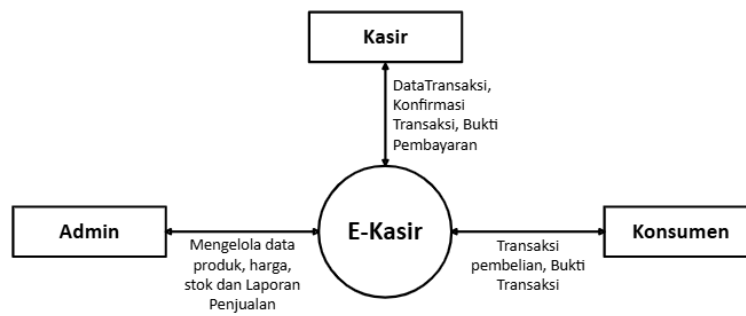 Kasir
DataTransaksi,
Konfirmasi
Transaksi, Bukti
Pembayaran
Admin
E-Kasir
Konsumen
Mengelola data
produk, harga,
stok dan Laporan
Penjualan
Transaksi
pembelian, Bukti
Transaksi